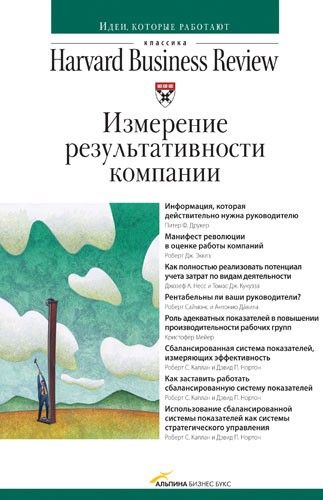 ИДЕИ, КОТОРЫЕ РАБОТАЮТ
классика
Harvard Business Review
Измерение
результативности
компании
Информация, которая
действительно нужна руководителю
Питер Ф. Друкер
Манифест революции
в оценке работы компаний
Роберт Дж. Экклз
Как полностью реализовать потенциал
учета затрат по видам деятельности
Джозеф А. Несс и Томас Дж. Кукузза
Рентабельны ли ваши руководители?
Роберт Саймонс и Антонио Давила
Роль адекватных показателей в повышении
производительности рабочих групп
Кристофер Мейер
Сбалансированная система показателей,
измеряющих эффективность
Роберт С. Каплан и Дэвид П. Нортон
Как заставить работать
сбалансированную систему показателей
Роберт С. Каплан и Дэвид П. Нортон
Использование сбалансированной
системы показателей как системы
стратегического управления
Роберт С. Каплан и Дэвид П. Нортон
АЛЬПИНА БИЗНЕС БУКС